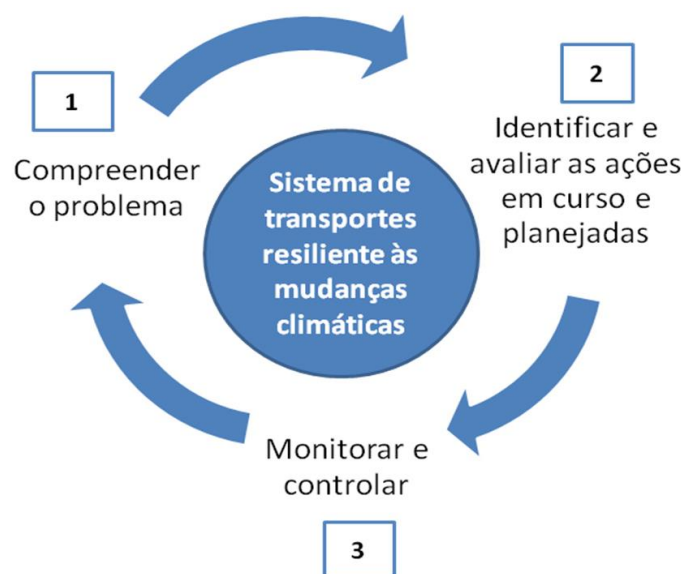 1
Compreender
o problema
2
Identificar e
avaliar as ações
em curso e
planejadas
Sistema de
transportes
resiliente às
mudanças
climáticas
Monitorar e
controlar
3